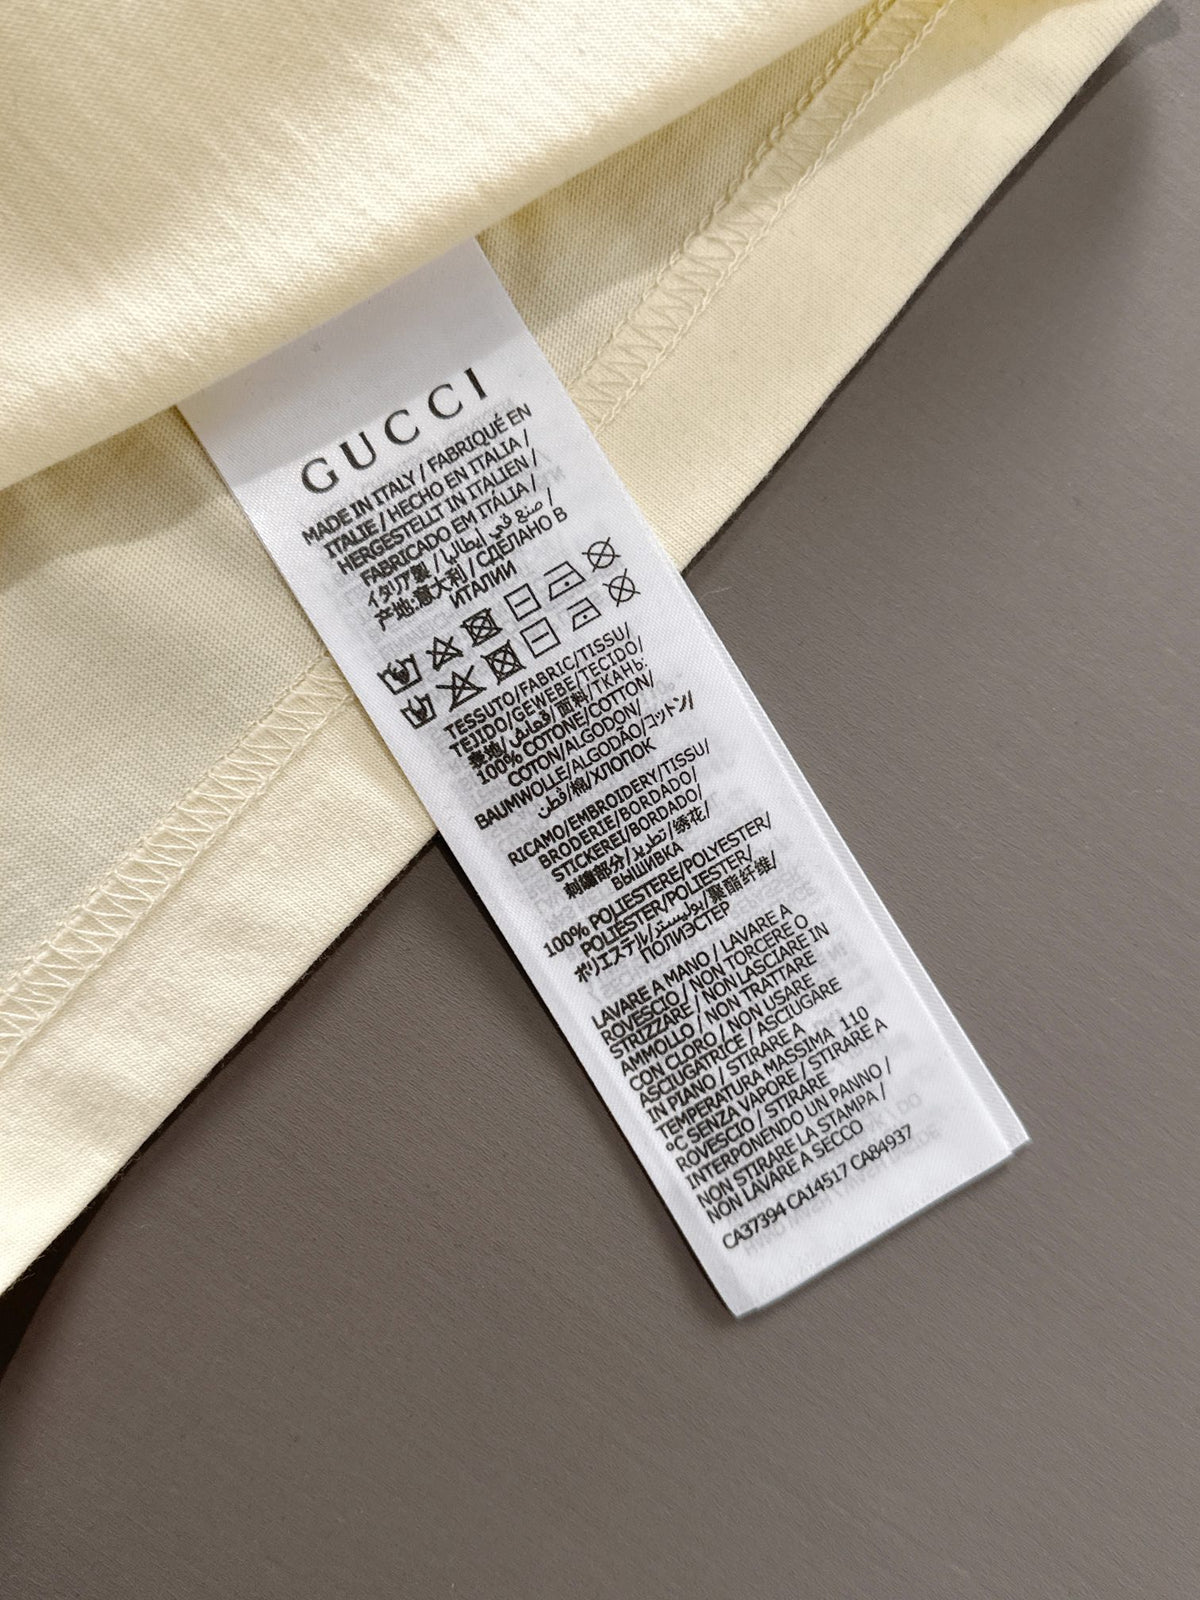 GUCCI
MADE IN ITALY / FABRIQUÉ EN
ITALIE / HECHO EN ITALIA /
HERGESTELLT IN ITALIEN /
FABRICADO EM ITÁLIA /
イタリア製 / صنع في إيطاليا /
产地:意大利 / СДЕЛАНО В
ИТАЛИИ
TESSUTO/FABRIC/TISSU/
TEJIDO/GEWEBE/TECIDO/
表地/قماش/面料/ТКАНЬ:
100% COTONE/COTTON/
COTON/ALGODON/
BAUMWOLLE/ALGODÃO/コットン/
قطن/棉/ХЛОПОК
RICAMO/EMBROIDERY/TISSU/
BRODERIE/BORDADO/
STICKEREI/BORDADO/
刺繍部分/تطريز/绣花/
ВЫШИВКА
100% POLIESTERE/POLYESTER/
POLIÉSTER/POLIESTER/
ポリエステル/بوليستر/聚酯纤维/
ПОЛИЭСТЕР
LAVARE A MANO / LAVARE A
ROVESCIO / NON TORCERE O
STRIZZARE / NON LASCIARE IN
AMMOLLO / NON TRATTARE
CON CLORO / NON USARE
ASCIUGATRICE / ASCIUGARE
IN PIANO / STIRARE A
TEMPERATURA MASSIMA 110
°C SENZA VAPORE / STIRARE A
ROVESCIO / STIRARE
INTERPONENDO UN PANNO /
NON STIRARE LA STAMPA /
NON LAVARE A SECCO
CA37394 CA14517 CA84937